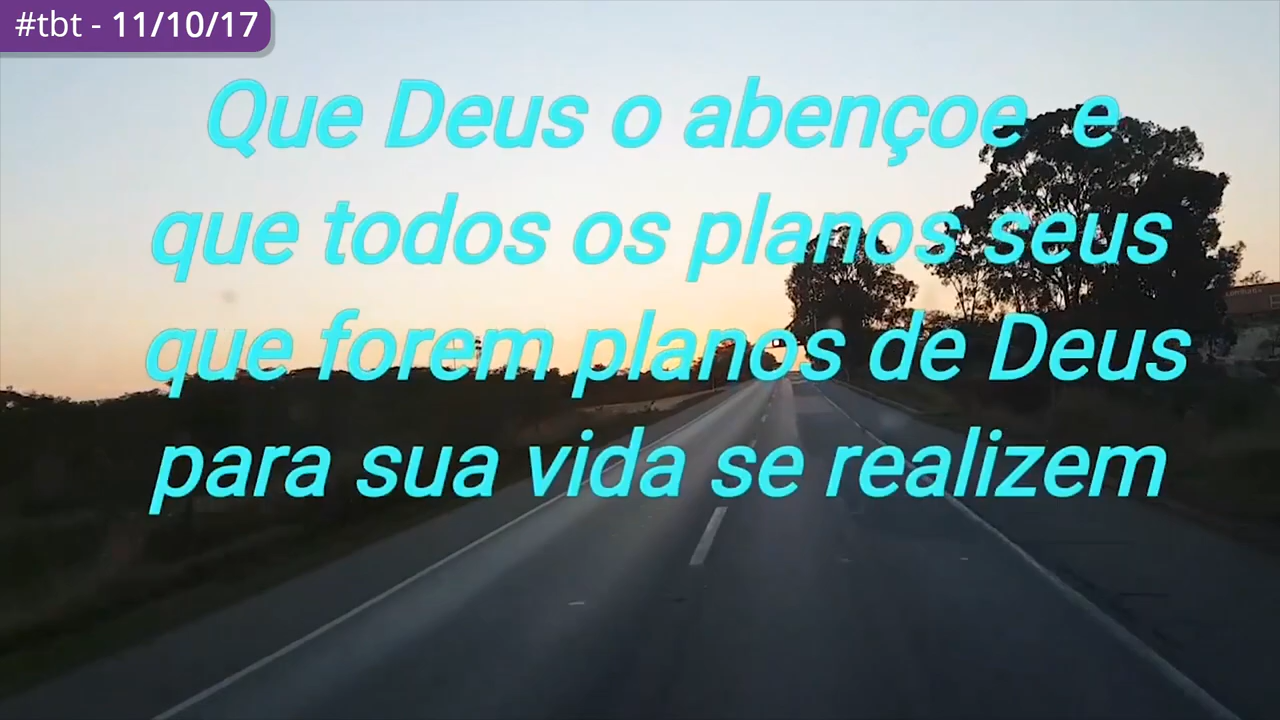 #tbt - 11/10/17
Que Deus o abençoe e
que todos os planos seus
que forem planos de Deus
para sua vida se realizem